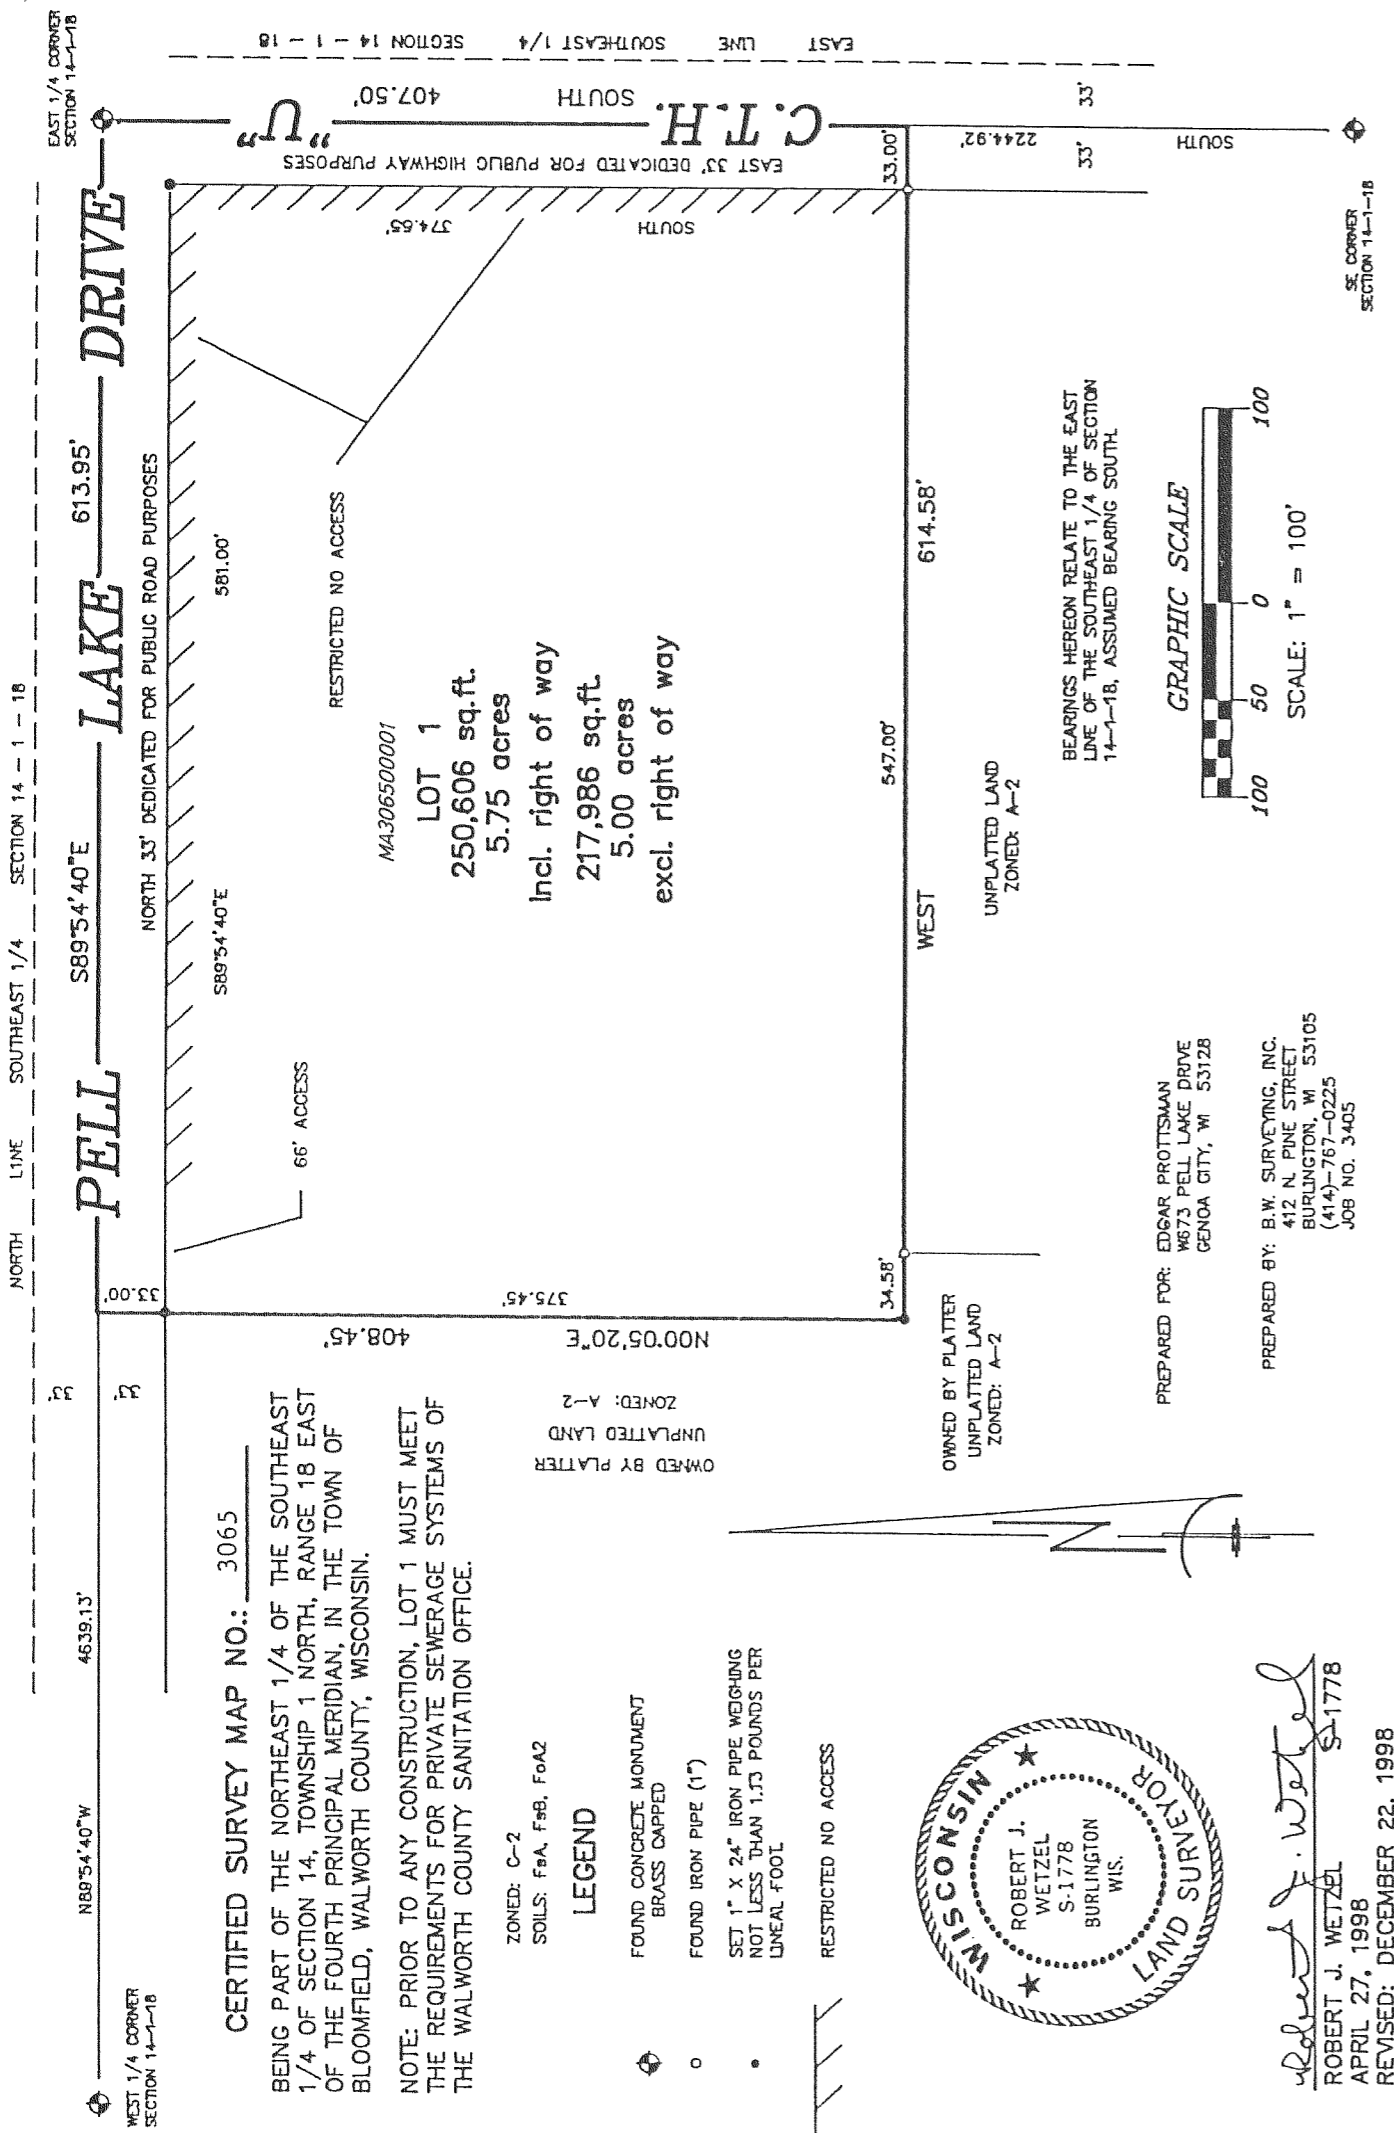 NORTH LINE SOUTHEAST 1/4 SECTION 14 - 1 - 18
WEST 1/4 CORNER
SECTION 14-1-18
N89°54'40"W 4639.13'
33'
33'
PELL LAKE DRIVE
S89°54'40"E 613.95'
EAST 1/4 CORNER
SECTION 14-1-18
33.00'
NORTH 33' DEDICATED FOR PUBLIC ROAD PURPOSES
S89°54'40"E 581.00'
66' ACCESS
RESTRICTED NO ACCESS
MA306500001
LOT 1
250,606 sq.ft.
5.75 acres
Incl. right of way
217,986 sq.ft.
5.00 acres
excl. right of way
EAST LINE SOUTHEAST 1/4 SECTION 14 - 1 - 18
C.T.H. "U"
SOUTH 407.50'
EAST 33' DEDICATED FOR PUBLIC HIGHWAY PURPOSES
SOUTH 374.65'
N00°05'20"E 408.45'
375.45'
OWNED BY PLATTER
UNPLATTED LAND
ZONED: A-2
34.58'
547.00'
33.00'
WEST 614.58'
OWNED BY PLATTER
UNPLATTED LAND
ZONED: A-2
UNPLATTED LAND
ZONED: A-2
SOUTH 2244.92'
33'
33'
SE CORNER
SECTION 14-1-18
CERTIFIED SURVEY MAP NO.: 3065
BEING PART OF THE NORTHEAST 1/4 OF THE SOUTHEAST
1/4 OF SECTION 14, TOWNSHIP 1 NORTH, RANGE 18 EAST
OF THE FOURTH PRINCIPAL MERIDIAN, IN THE TOWN OF
BLOOMFIELD, WALWORTH COUNTY, WISCONSIN.
NOTE: PRIOR TO ANY CONSTRUCTION, LOT 1 MUST MEET
THE REQUIREMENTS FOR PRIVATE SEWERAGE SYSTEMS OF
THE WALWORTH COUNTY SANITATION OFFICE.
ZONED: C-2
SOILS: FsA, FsB, FoA2
LEGEND
FOUND CONCRETE MONUMENT
BRASS CAPPED
FOUND IRON PIPE (1")
SET 1" X 24" IRON PIPE WEIGHING
NOT LESS THAN 1.13 POUNDS PER
LINEAL FOOT.
RESTRICTED NO ACCESS
N
BEARINGS HEREON RELATE TO THE EAST
LINE OF THE SOUTHEAST 1/4 OF SECTION
14-1-18, ASSUMED BEARING SOUTH.
GRAPHIC SCALE
100 50 0 100
SCALE: 1" = 100'
PREPARED FOR: EDGAR PROTTSMAN
W673 PELL LAKE DRIVE
GENOA CITY, WI 53128
PREPARED BY: B.W. SURVEYING, INC.
412 N. PINE STREET
BURLINGTON, WI 53105
(414)-767-0225
JOB NO. 3405
WISCONSIN
ROBERT J.
WETZEL
S-1778
BURLINGTON
WIS.
LAND SURVEYOR
Robert J. Wetzel
ROBERT J. WETZEL S-1778
APRIL 27, 1998
REVISED: DECEMBER 22, 1998